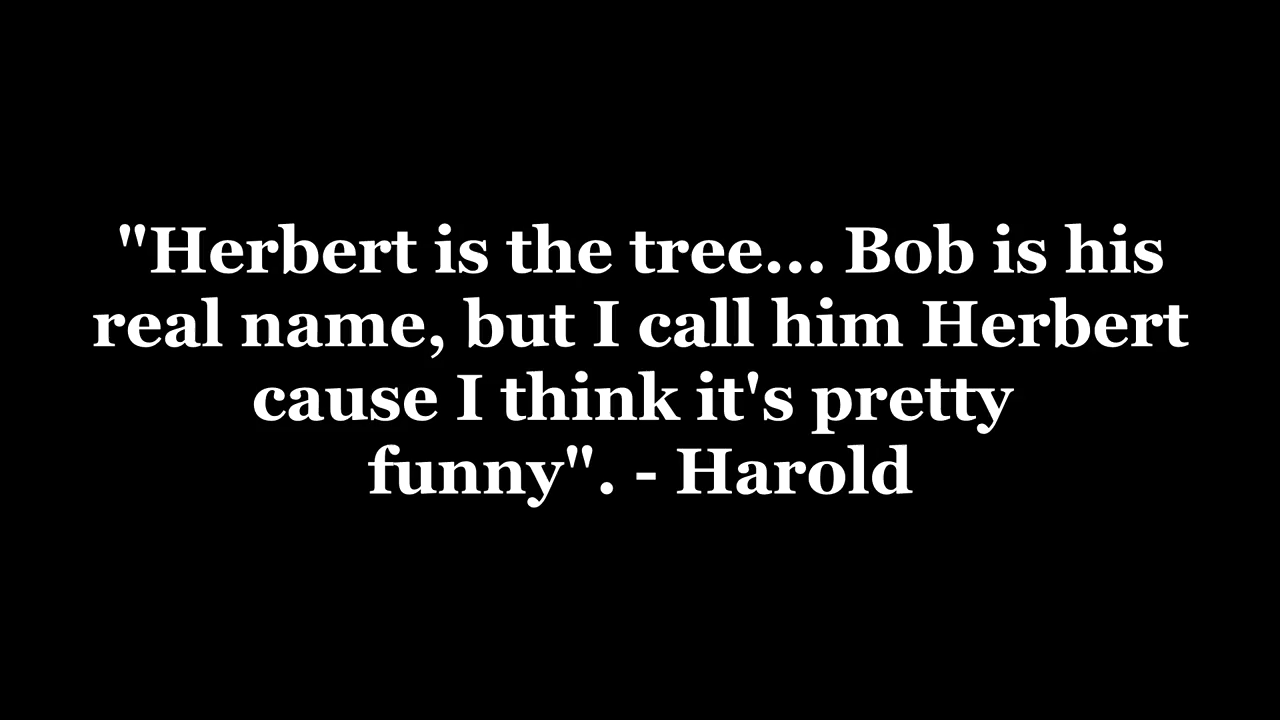 "Herbert is the tree... Bob is his
real name, but I call him Herbert
cause I think it's pretty
funny". - Harold